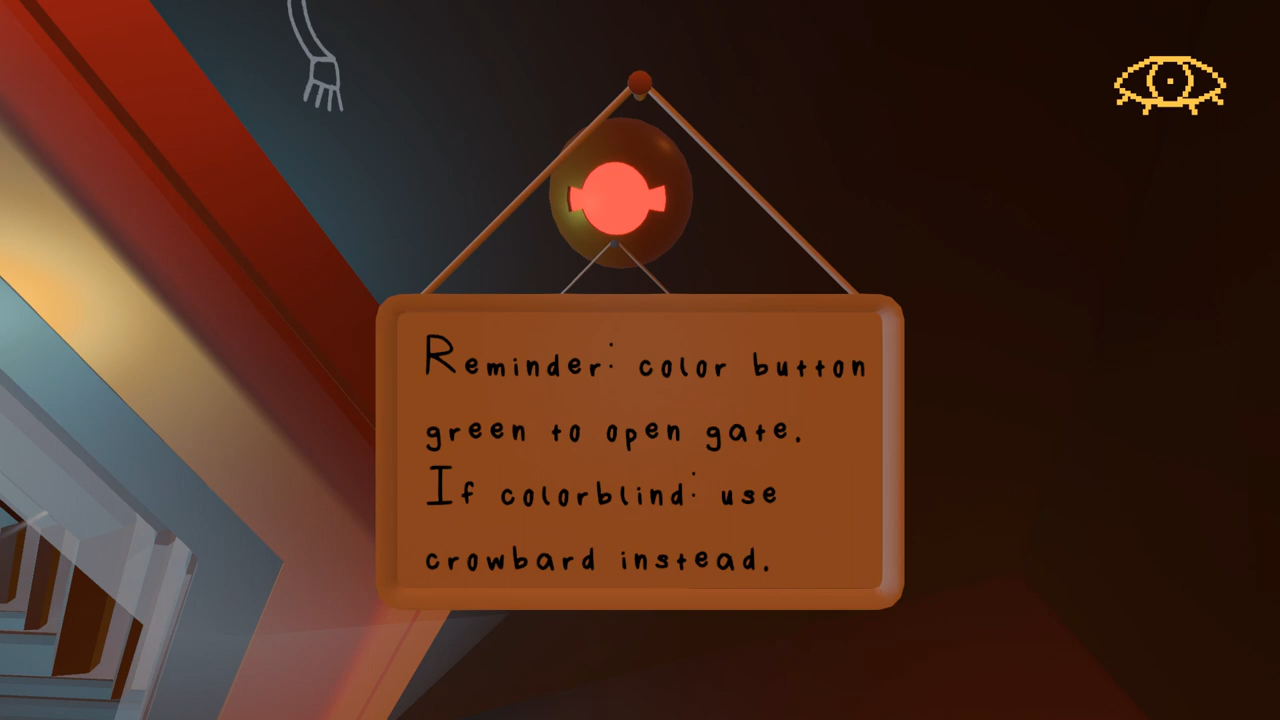 Reminder: color button
green to open gate.
If colorblind: use
crowbard instead.